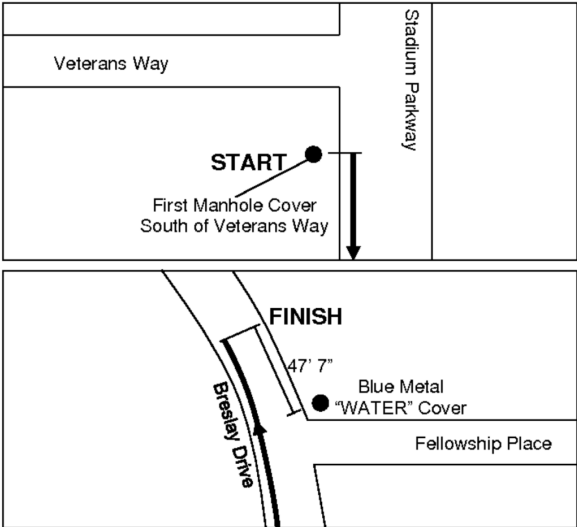 Veterans Way
Stadium Parkway
START
First Manhole Cover
South of Veterans Way
FINISH
47' 7"
Blue Metal
"WATER" Cover
Breslay Drive
Fellowship Place